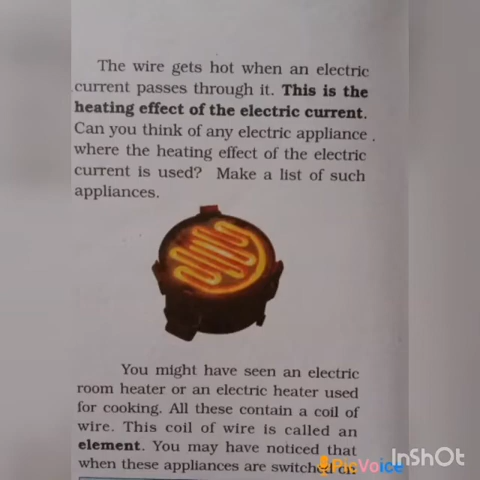 The wire gets hot when an electric
current passes through it. This is the
heating effect of the electric current.
Can you think of any electric appliance
where the heating effect of the electric
current is used? Make a list of such
appliances.
You might have seen an electric
room heater or an electric heater used
for cooking. All these contain a coil of
wire. This coil of wire is called an
element. You may have noticed that
when these appliances are switched on
PicVoice
InShOt